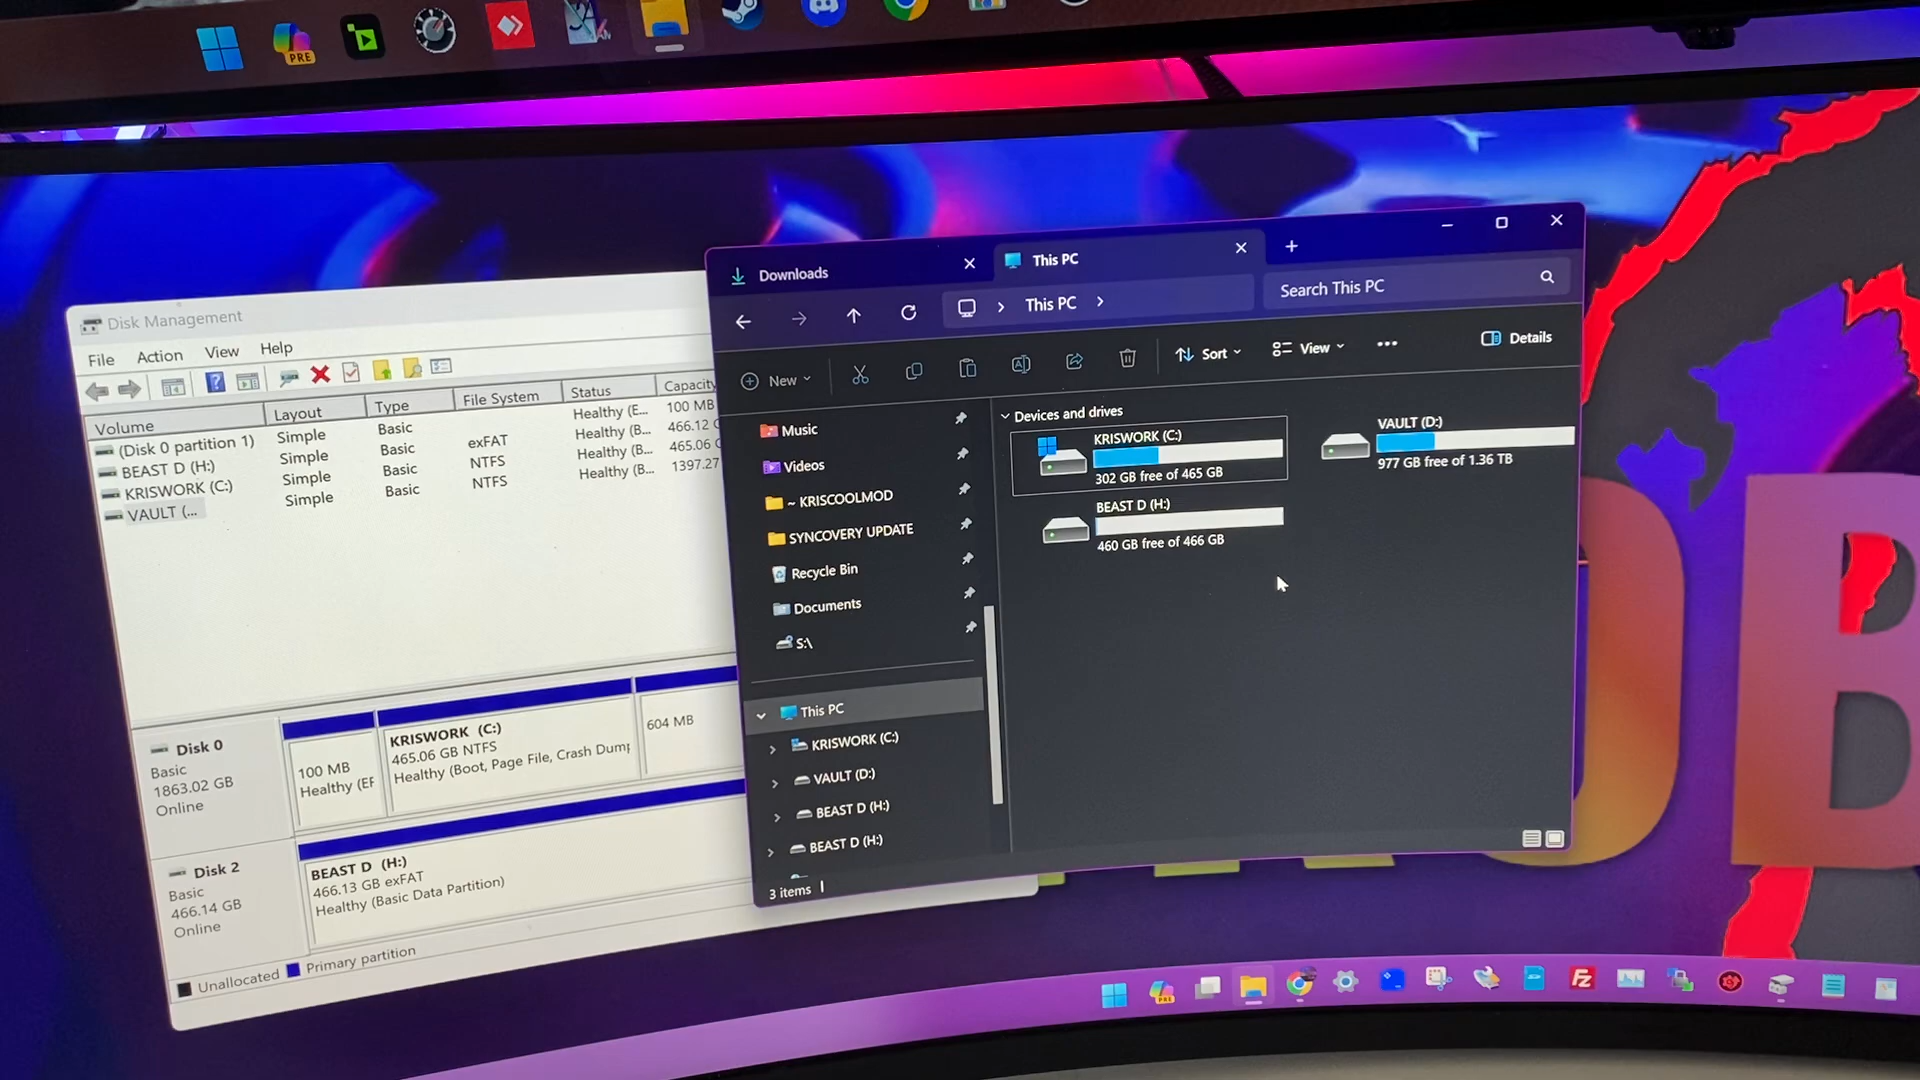 PRE
Downloads
This PC
This PC
Search This PC
New
Sort
View
Details
Music
Videos
~ KRISCOOLMOD
SYNCOVERY UPDATE
Recycle Bin
Documents
S:\
This PC
KRISWORK (C:)
VAULT (D:)
BEAST D (H:)
BEAST D (H:)
3 items
Devices and drives
KRISWORK (C:)
302 GB free of 465 GB
VAULT (D:)
977 GB free of 1.36 TB
BEAST D (H:)
460 GB free of 466 GB
Disk Management
File Action View Help
Volume Layout Type File System Status Capacity
(Disk 0 partition 1) Simple Basic Healthy (E... 100 MB
BEAST D (H:) Simple Basic exFAT Healthy (B... 466.12 G
KRISWORK (C:) Simple Basic NTFS Healthy (B... 465.06 G
VAULT (... Simple Basic NTFS Healthy (B... 1397.27
Disk 0
Basic
1863.02 GB
Online
100 MB
Healthy (EF
KRISWORK (C:)
465.06 GB NTFS
Healthy (Boot, Page File, Crash Dump
604 MB
Disk 2
Basic
466.14 GB
Online
BEAST D (H:)
466.13 GB exFAT
Healthy (Basic Data Partition)
Unallocated Primary partition
OB
PRE
FZ